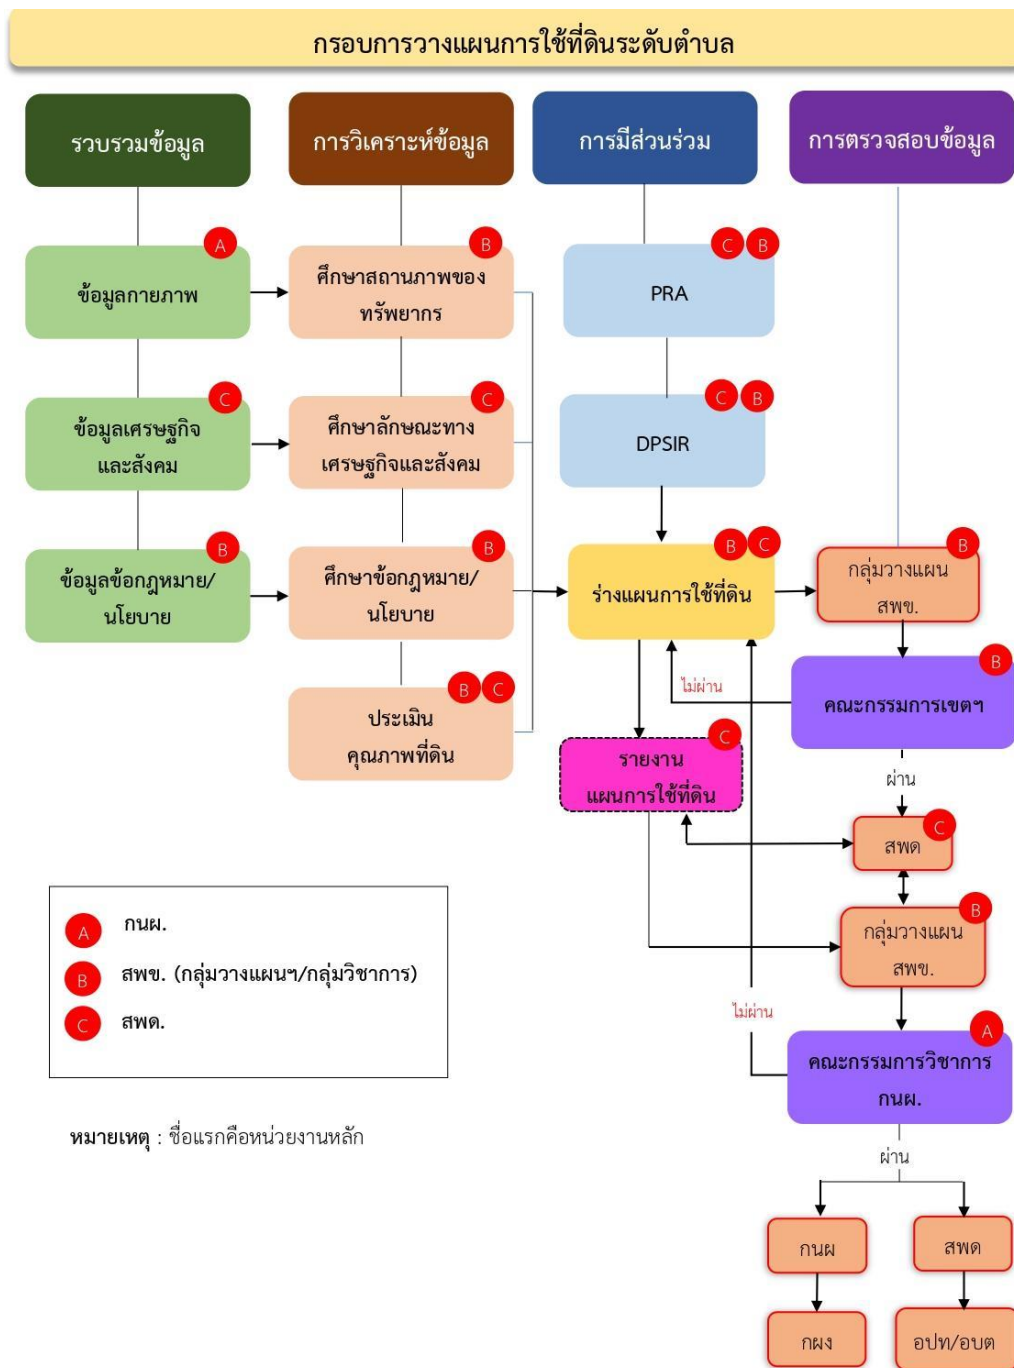 กรอบการวางแผนการใช้ที่ดินระดับตำบล
รวบรวมข้อมูล
การวิเคราะห์ข้อมูล
การมีส่วนร่วม
การตรวจสอบข้อมูล
A
ข้อมูลกายภาพ
B
ศึกษาสถานภาพของ
ทรัพยากร
C B
PRA
C
ข้อมูลเศรษฐกิจ
และสังคม
C
ศึกษาลักษณะทาง
เศรษฐกิจและสังคม
C B
DPSIR
B
ข้อมูลข้อกฎหมาย/
นโยบาย
B
ศึกษาข้อกฎหมาย/
นโยบาย
B C
ร่างแผนการใช้ที่ดิน
B
กลุ่มวางแผน
สพข.
B C
ประเมิน
คุณภาพที่ดิน
ไม่ผ่าน
B
คณะกรรมการเขตฯ
C
รายงาน
แผนการใช้ที่ดิน
ผ่าน
C
สพด
B
กลุ่มวางแผน
สพข.
A กนผ.
B สพข. (กลุ่มวางแผนฯ/กลุ่มวิชาการ)
C สพด.
ไม่ผ่าน
A
คณะกรรมการวิชาการ
กนผ.
หมายเหตุ : ชื่อแรกคือหน่วยงานหลัก
ผ่าน
กนผ
สพด
กผง
อปท/อบต